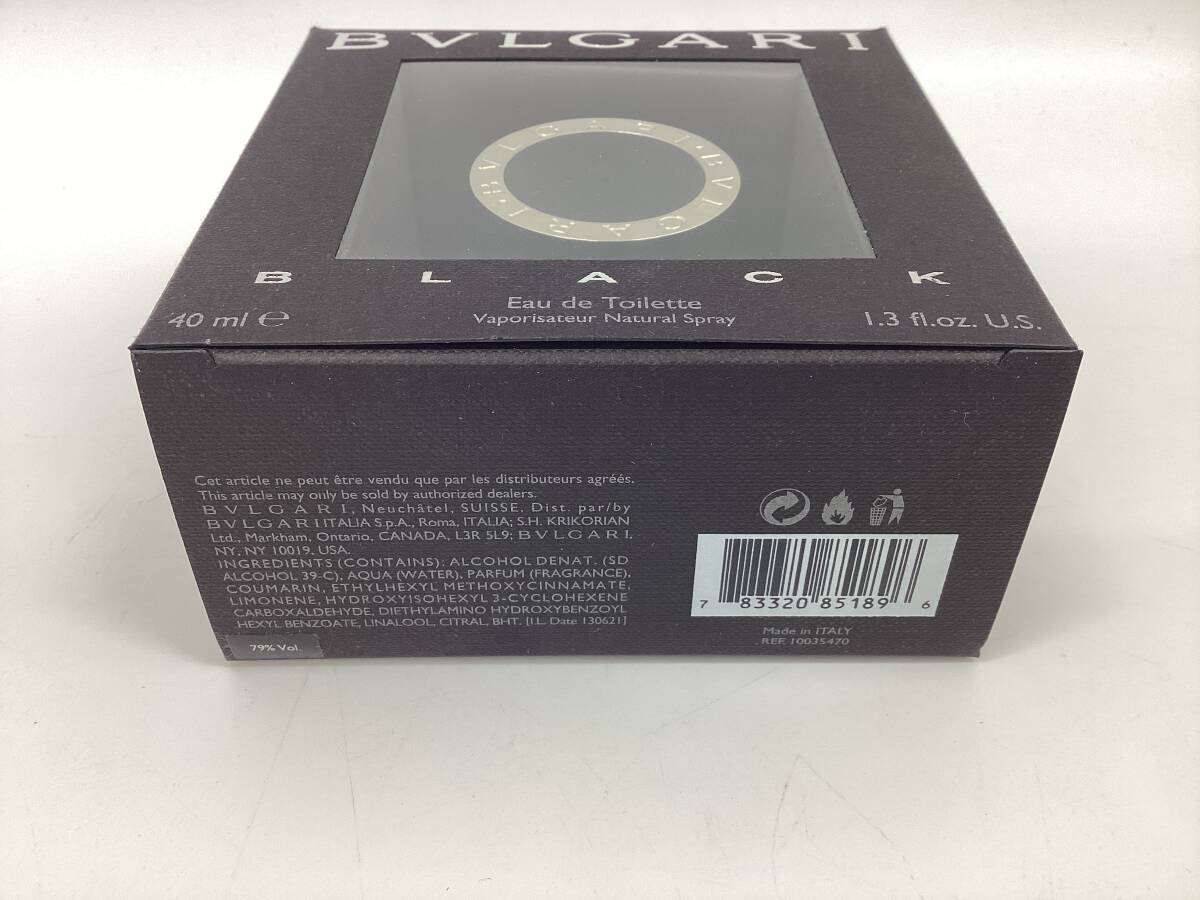 BVLGARI
BVLGARI · BVLGARI ·
BLACK
Eau de Toilette
Vaporisateur Natural Spray
40 ml ℮
1.3 fl.oz. U.S.
Cet article ne peut être vendu que par les distributeurs agréés.
This article may only be sold by authorized dealers.
BVLGARI, Neuchâtel, SUISSE. Dist. par/by
BVLGARI ITALIA S.p.A., Roma, ITALIA; S.H. KRIKORIAN
Ltd., Markham, Ontario, CANADA, L3R 5L9; BVLGARI,
NY, NY 10019, USA.
INGREDIENTS (CONTAINS): ALCOHOL DENAT. (SD
ALCOHOL 39-C), AQUA (WATER), PARFUM (FRAGRANCE),
COUMARIN, ETHYLHEXYL METHOXYCINNAMATE,
LIMONENE, HYDROXYISOHEXYL 3-CYCLOHEXENE
CARBOXALDEHYDE, DIETHYLAMINO HYDROXYBENZOYL
HEXYL BENZOATE, LINALOOL, CITRAL, BHT. [I.L. Date 130621]
79% Vol.
7 83320 85189 6
Made in ITALY
REF. 10035470